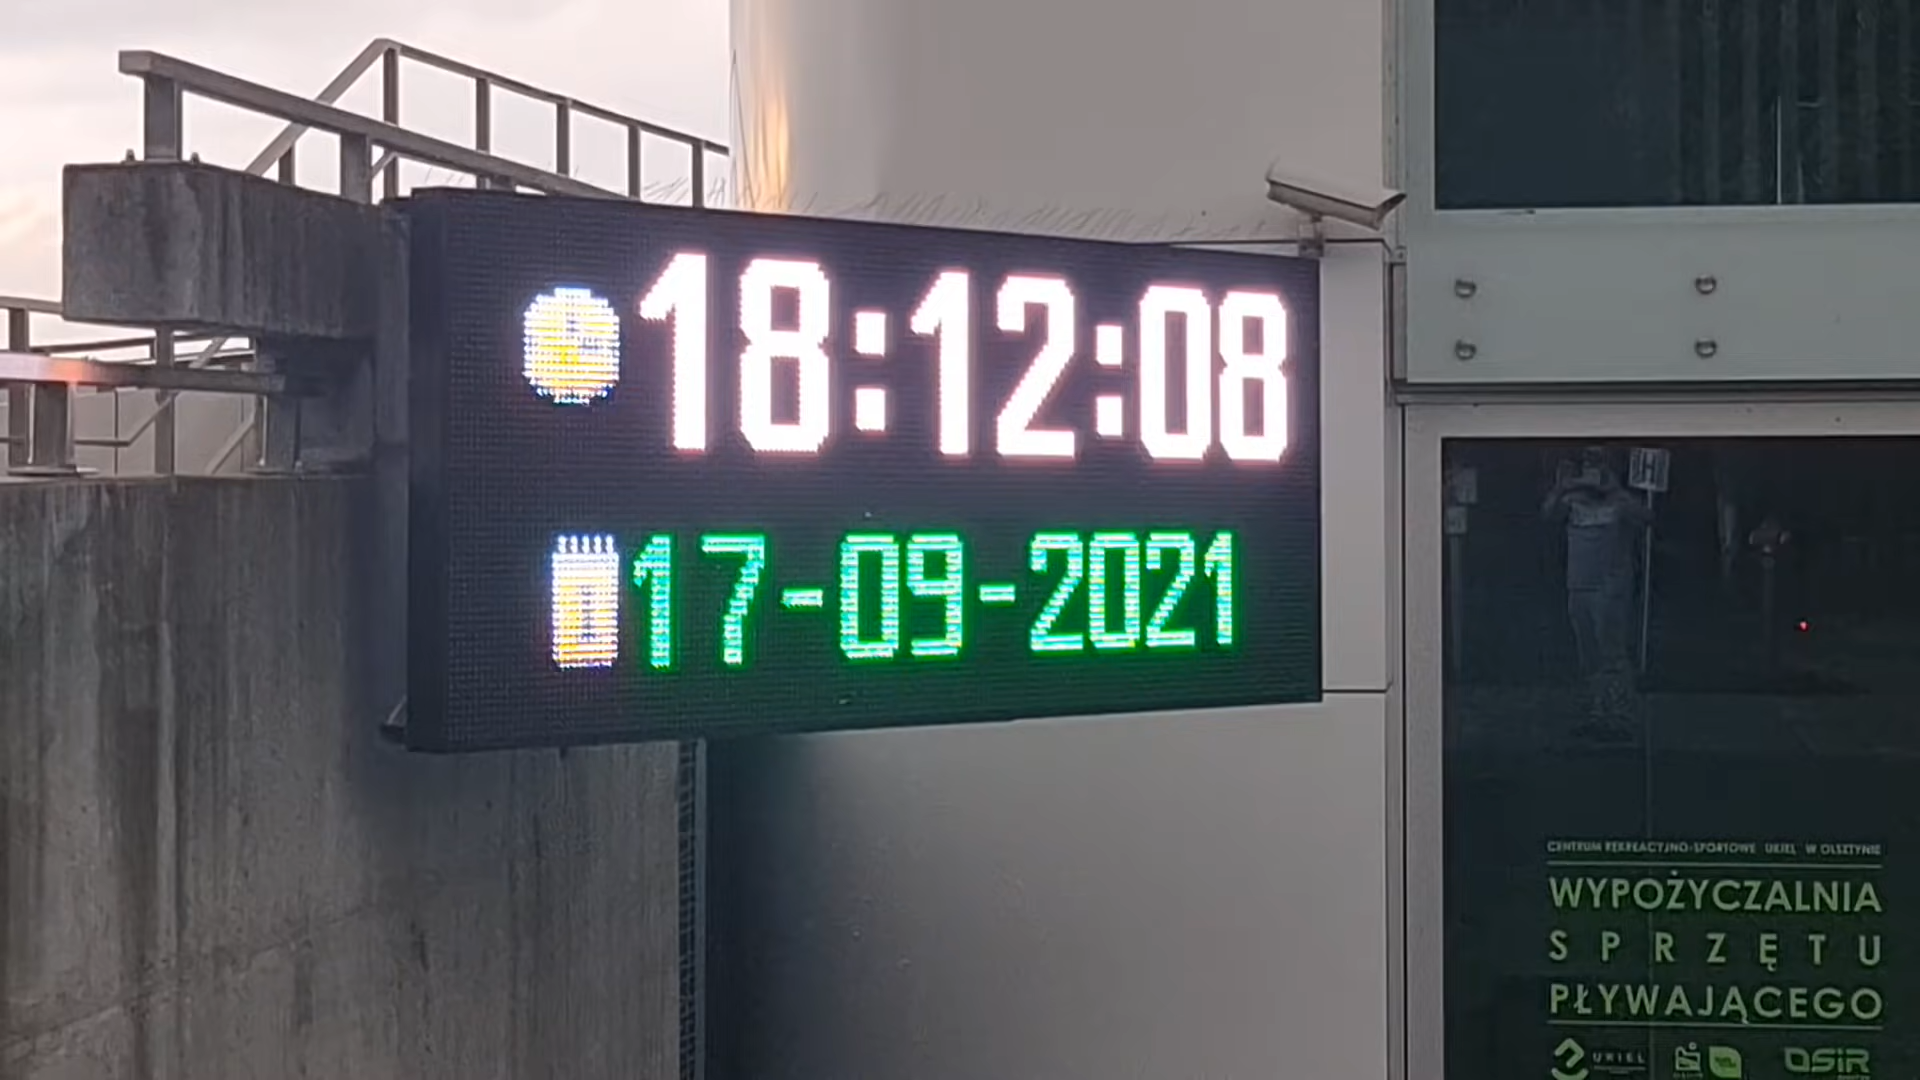 18:12:08
17-09-2021
H
CENTRUM REKREACYJNO-SPORTOWE UKIEL W OLSZTYNIE
WYPOŻYCZALNIA
SPRZĘTU
PŁYWAJĄCEGO
UKIEL OSiR